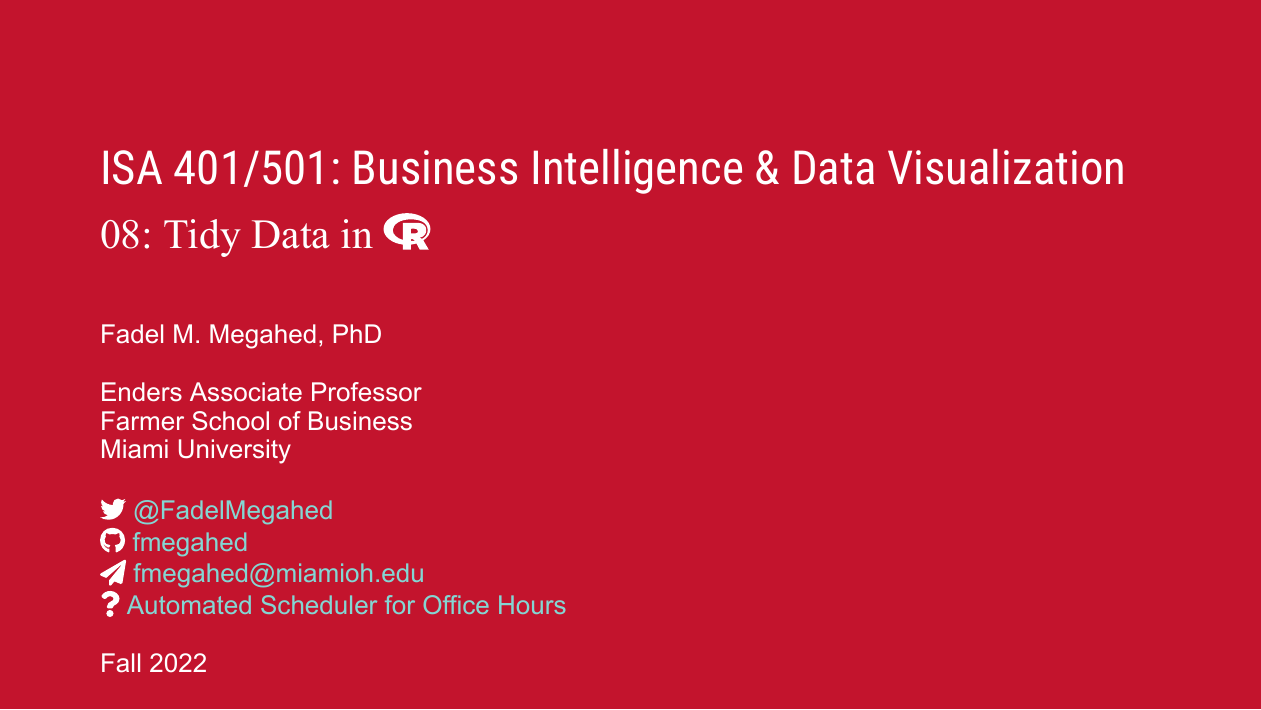 ISA 401/501: Business Intelligence & Data Visualization
08: Tidy Data in R
Fadel M. Megahed, PhD
Enders Associate Professor
Farmer School of Business
Miami University
@FadelMegahed
fmegahed
fmegahed@miamioh.edu
? Automated Scheduler for Office Hours
Fall 2022